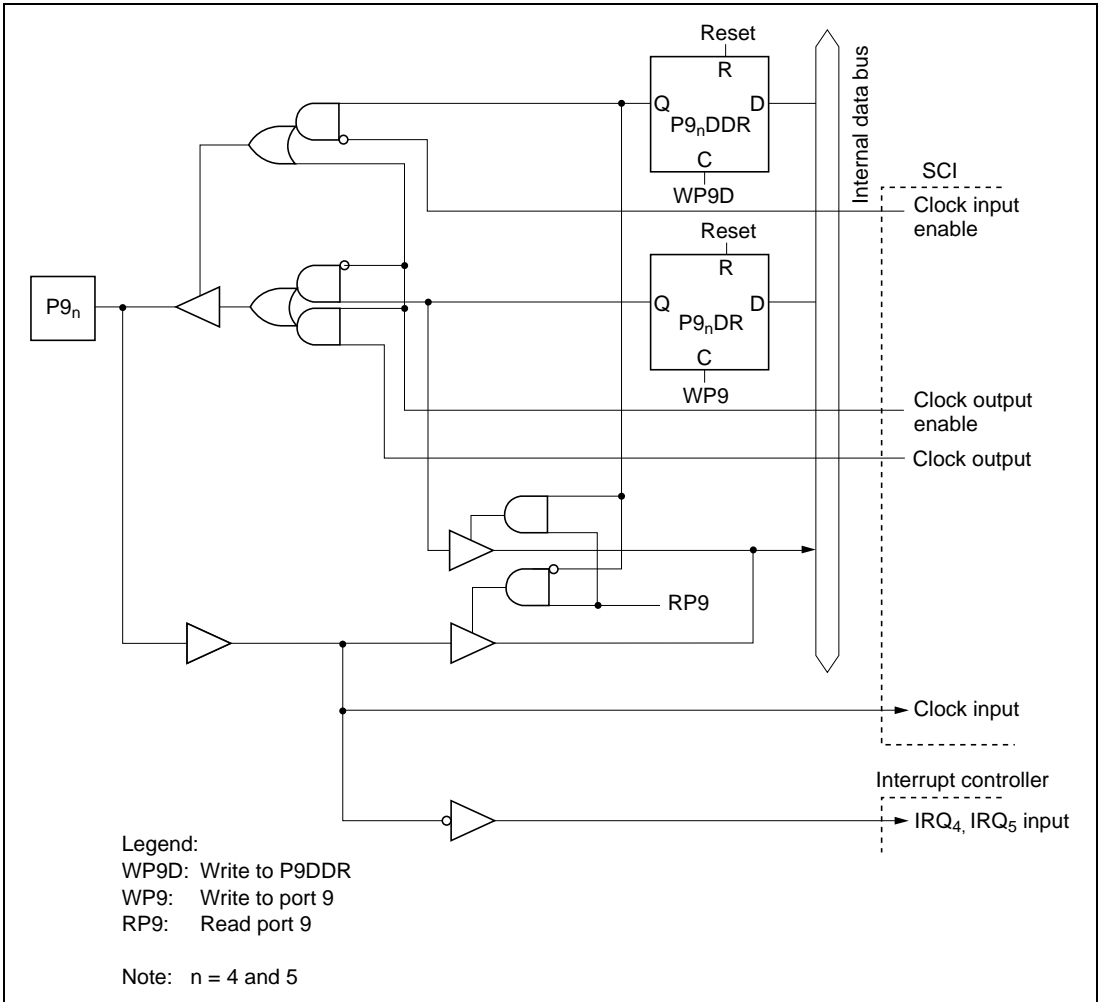 Reset
R
Q
D
P9nDDR
C
WP9D
Internal data bus
SCI
Clock input
enable
Reset
R
Q
D
P9nDR
C
WP9
P9n
Clock output
enable
Clock output
RP9
Clock input
Interrupt controller
IRQ4, IRQ5 input
Legend:
WP9D: Write to P9DDR
WP9: Write to port 9
RP9: Read port 9
Note: n = 4 and 5